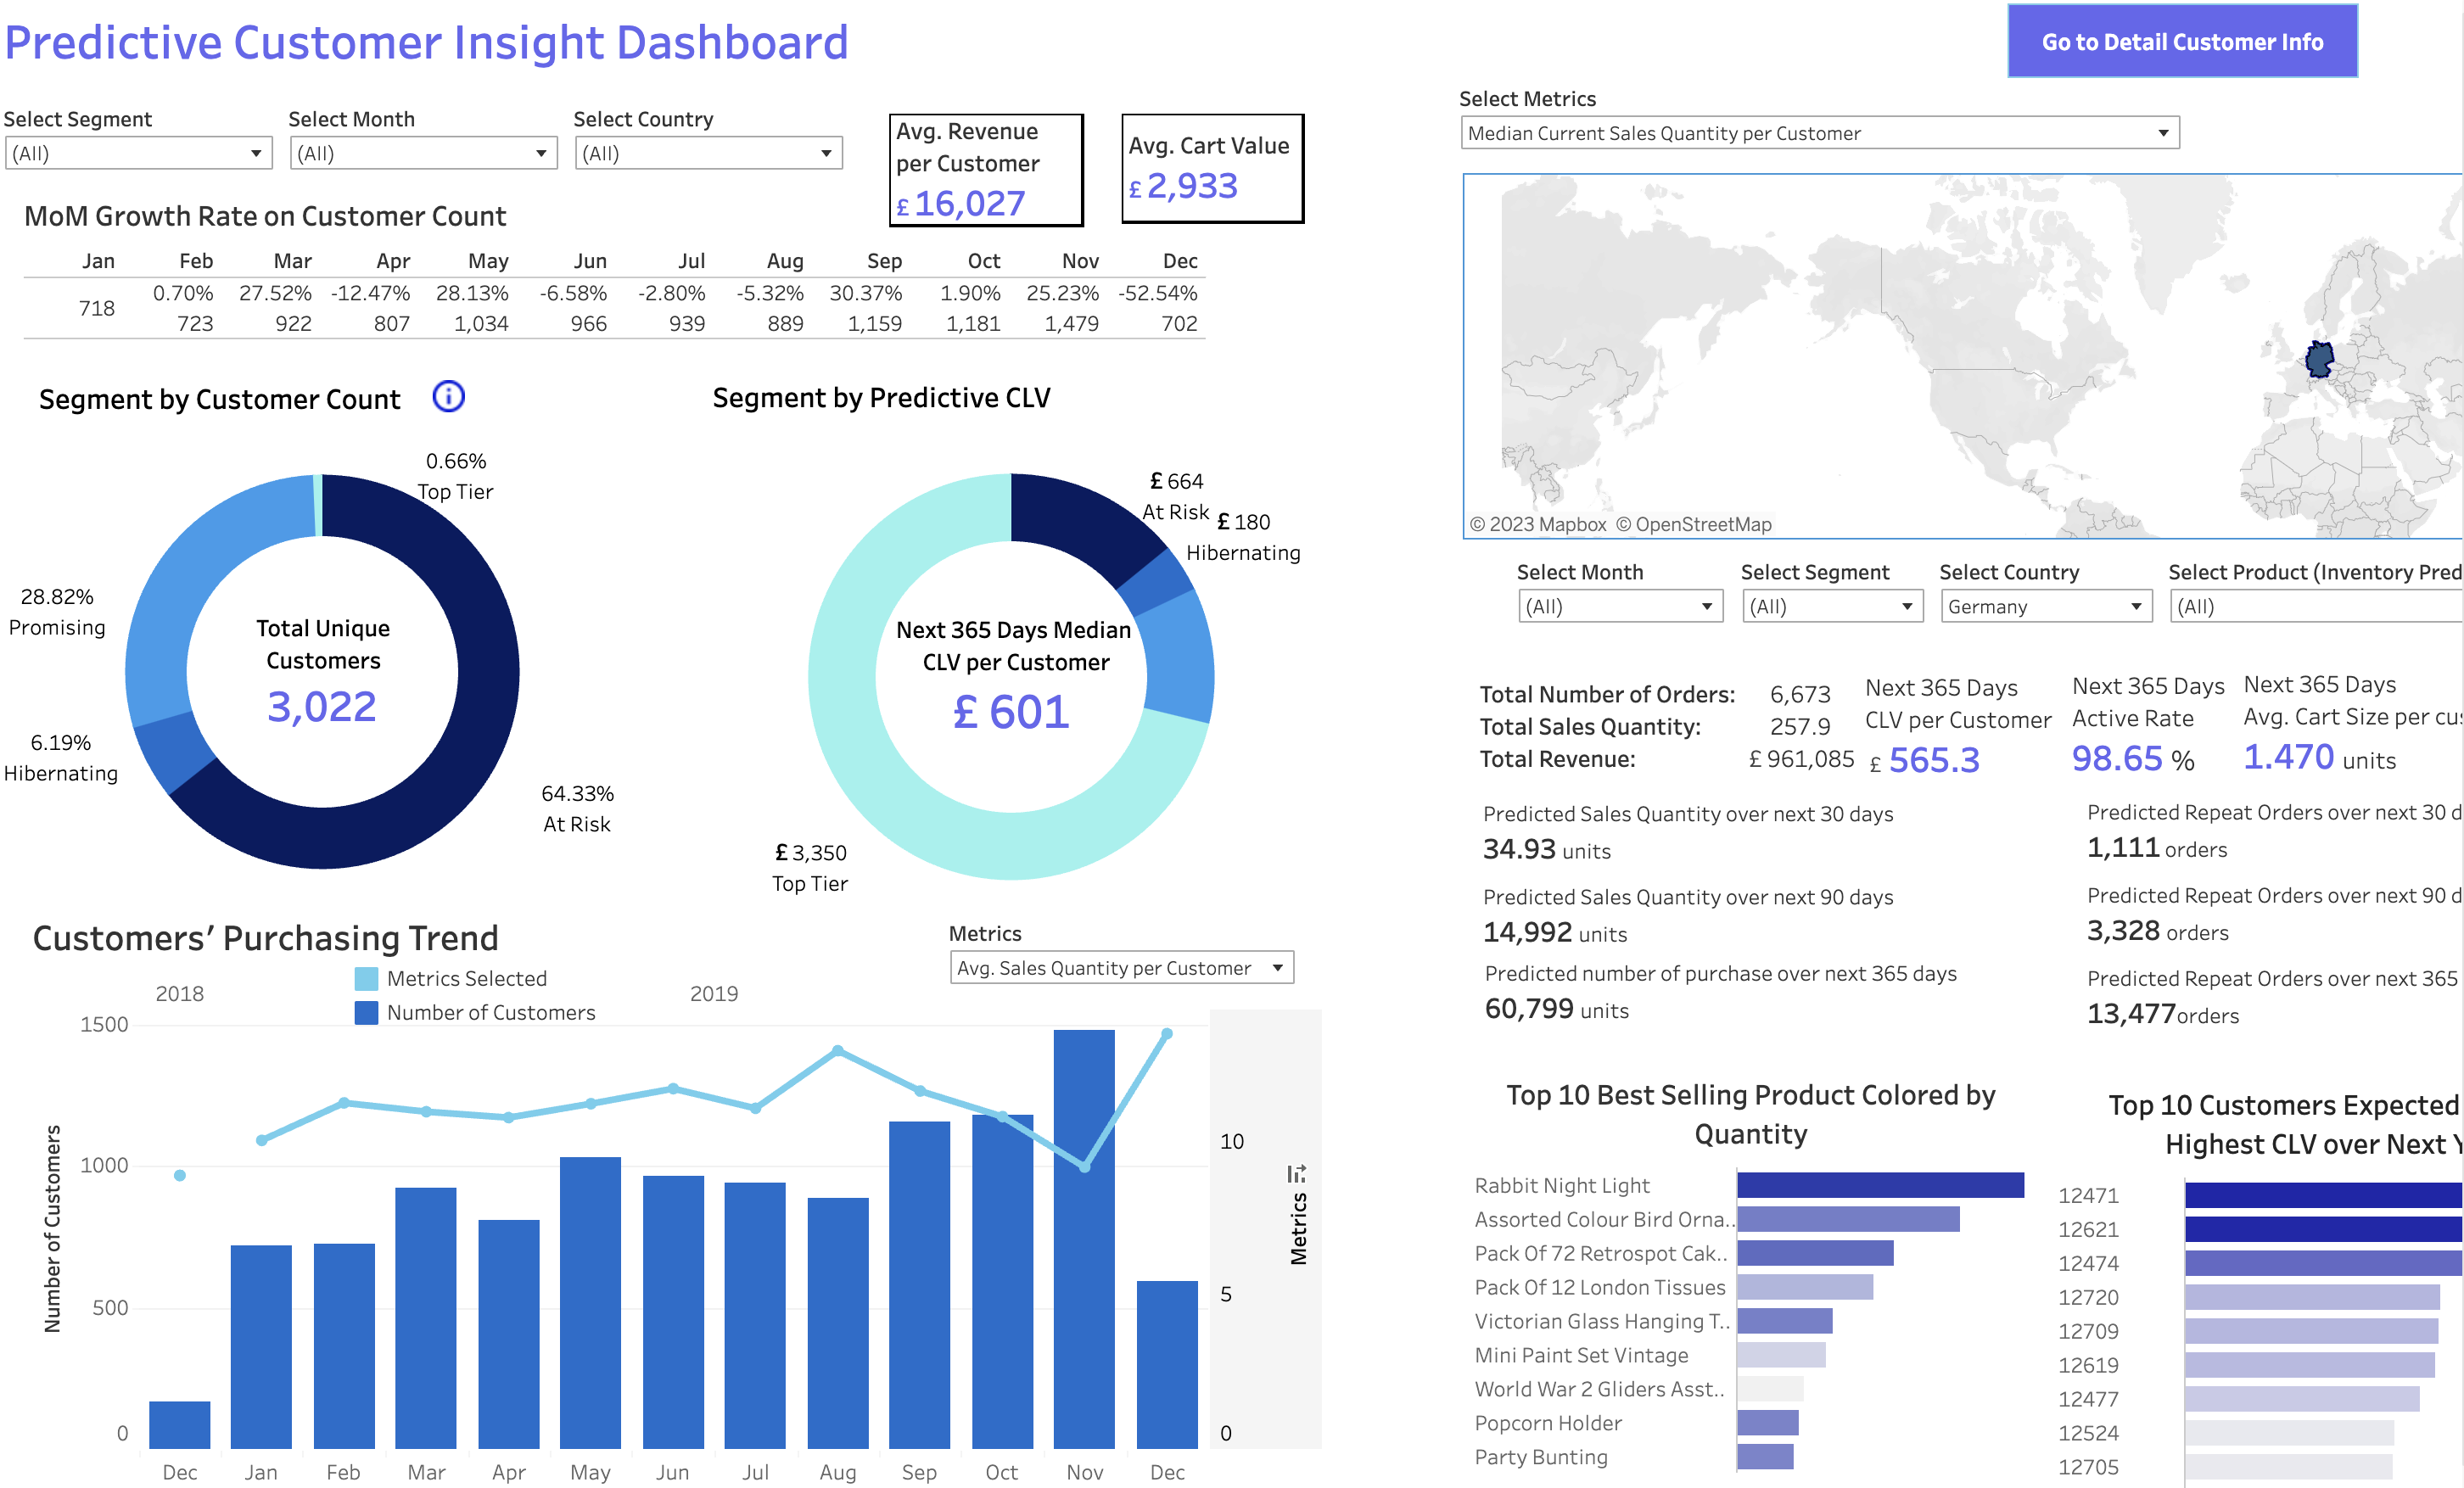 Predictive Customer Insight Dashboard
Go to Detail Customer Info
Select Segment
(All)
Select Month
(All)
Select Country
(All)
Avg. Revenue
per Customer
£ 16,027
Avg. Cart Value
£ 2,933
MoM Growth Rate on Customer Count
Jan Feb Mar Apr May Jun Jul Aug Sep Oct Nov Dec
0.70% 27.52% -12.47% 28.13% -6.58% -2.80% -5.32% 30.37% 1.90% 25.23% -52.54%
718
723 922 807 1,034 966 939 889 1,159 1,181 1,479 702
Segment by Customer Count
i
0.66%
Top Tier
28.82%
Promising
6.19%
Hibernating
64.33%
At Risk
Total Unique
Customers
3,022
Segment by Predictive CLV
£ 664
At Risk
£ 180
Hibernating
£ 3,350
Top Tier
Next 365 Days Median
CLV per Customer
£ 601
Customers’ Purchasing Trend
Metrics
Avg. Sales Quantity per Customer
Metrics Selected
Number of Customers
2018
2019
1500
1000
500
0
Number of Customers
10
5
0
Metrics
Dec Jan Feb Mar Apr May Jun Jul Aug Sep Oct Nov Dec
Select Metrics
Median Current Sales Quantity per Customer
© 2023 Mapbox © OpenStreetMap
Select Month
(All)
Select Segment
(All)
Select Country
Germany
Select Product (Inventory Pred
(All)
Total Number of Orders: 6,673
Total Sales Quantity: 257.9
Total Revenue: £ 961,085
Next 365 Days
CLV per Customer
£ 565.3
Next 365 Days
Active Rate
98.65 %
Next 365 Days
Avg. Cart Size per cus
1.470 units
Predicted Sales Quantity over next 30 days
34.93 units
Predicted Sales Quantity over next 90 days
14,992 units
Predicted number of purchase over next 365 days
60,799 units
Predicted Repeat Orders over next 30 d
1,111 orders
Predicted Repeat Orders over next 90 d
3,328 orders
Predicted Repeat Orders over next 365
13,477orders
Top 10 Best Selling Product Colored by
Quantity
Rabbit Night Light
Assorted Colour Bird Orna..
Pack Of 72 Retrospot Cak..
Pack Of 12 London Tissues
Victorian Glass Hanging T..
Mini Paint Set Vintage
World War 2 Gliders Asst..
Popcorn Holder
Party Bunting
Top 10 Customers Expected
Highest CLV over Next Y
12471
12621
12474
12720
12709
12619
12477
12524
12705